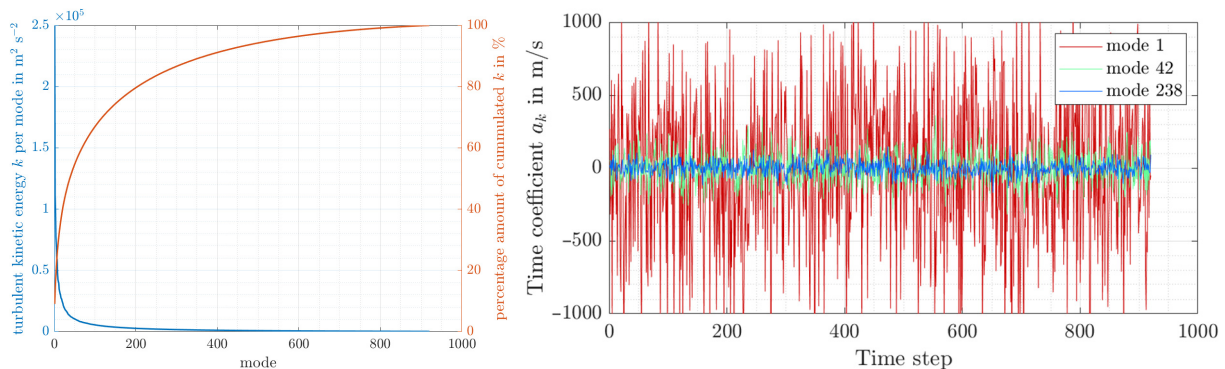 ×10⁵
2.5
2
1.5
1
0.5
0
turbulent kinetic energy k per mode in m² s⁻²
100
80
60
40
20
0
percentage amount of cummulated k in %
0 200 400 600 800 1000
mode
1000
500
0
−500
−1000
Time coefficient aₖ in m/s
mode 1
mode 42
mode 238
0 200 400 600 800 1000
Time step